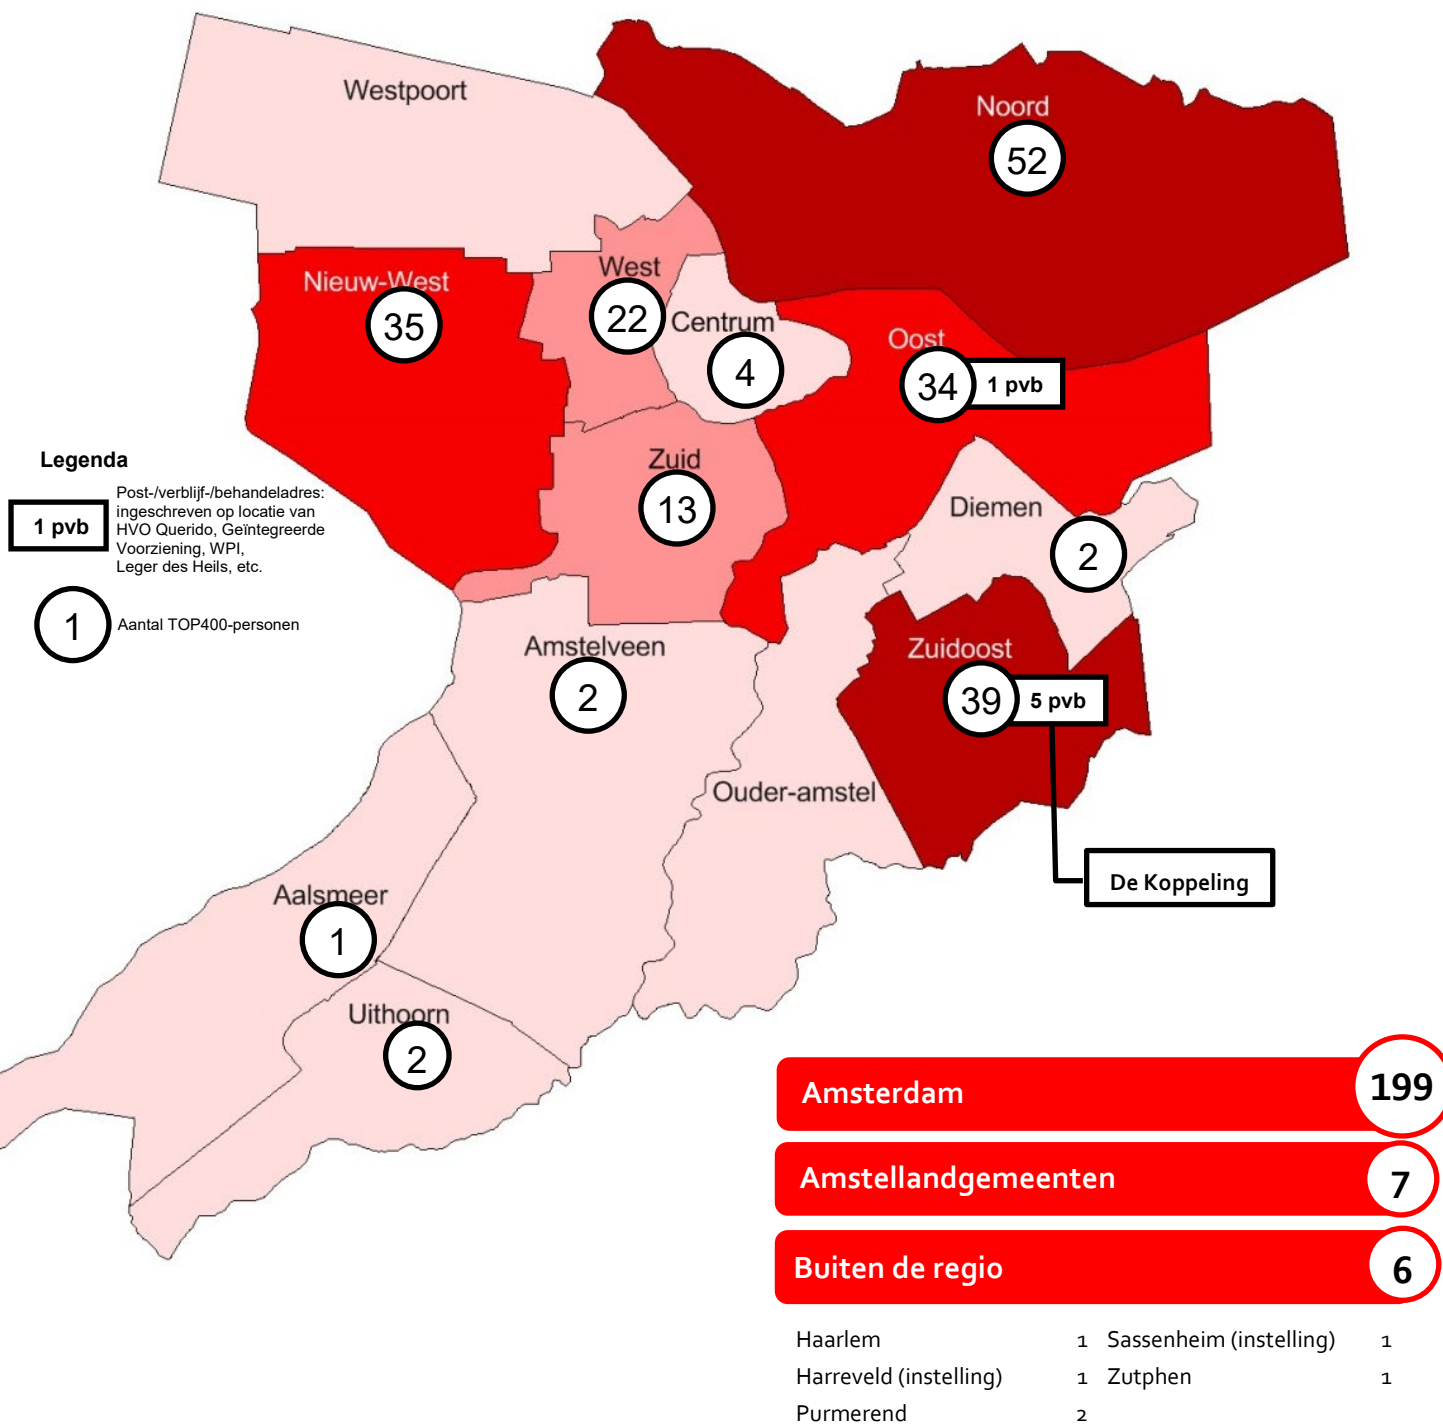 Westpoort
Noord
52
Nieuw-West
35
West
22
Centrum
4
Oost
34
1 pvb
Zuid
13
Legenda
1 pvb
Post-/verblijf-/behandeladres:
ingeschreven op locatie van
HVO Querido, Geïntegreerde
Voorziening, WPI,
Leger des Heils, etc.
1
Aantal TOP400-personen
Diemen
2
Amstelveen
2
Zuidoost
39
5 pvb
Ouder-amstel
De Koppeling
Aalsmeer
1
Uithoorn
2
Amsterdam 199
Amstellandgemeenten 7
Buiten de regio 6
Haarlem 1 Sassenheim (instelling) 1
Harreveld (instelling) 1 Zutphen 1
Purmerend 2